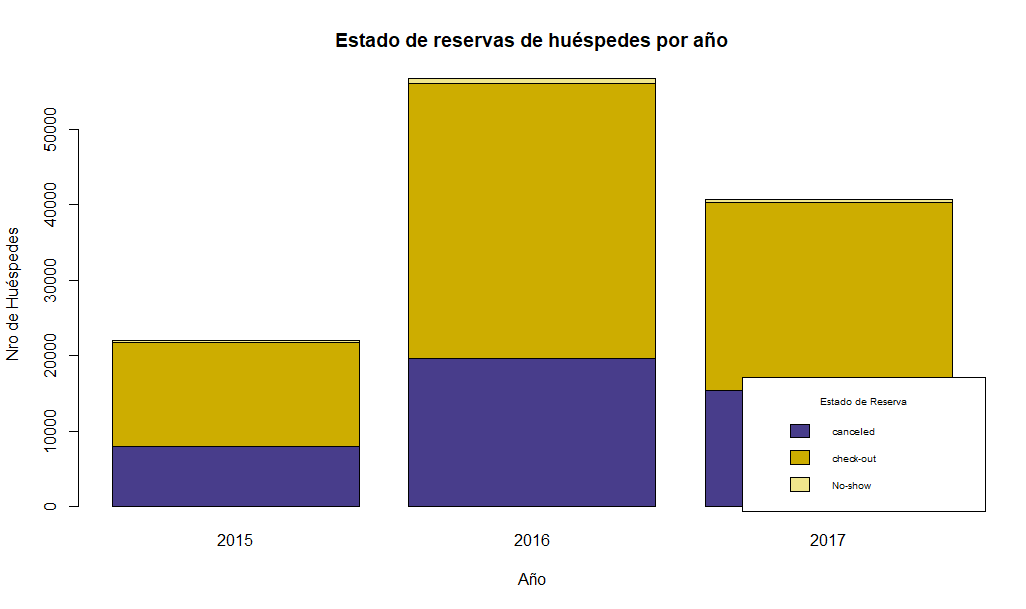 Estado de reservas de huéspedes por año
Nro de Huéspedes
50000
40000
30000
20000
10000
0
Estado de Reserva
canceled
check-out
No-show
2015
2016
2017
Año